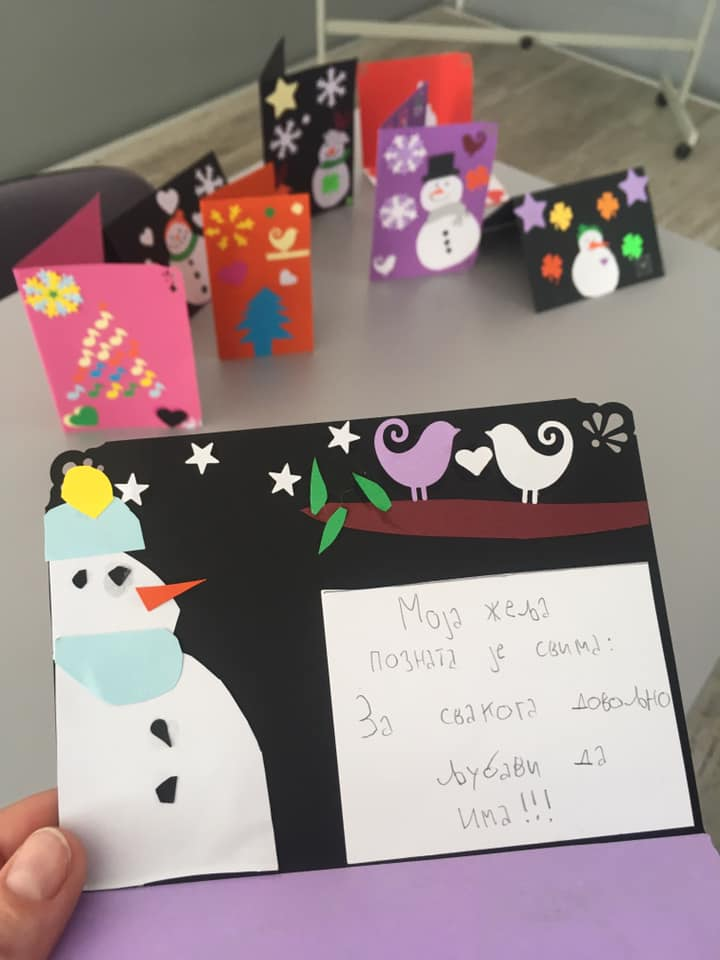 Моја жеља
позната је свима:
За свакога довољно
љубави да
има!!!